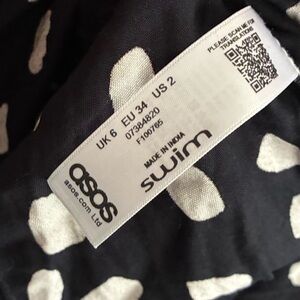 PLEASE SCAN ME FOR
TRANSLATIONS
UK 6 EU 34 US 2
07384820
F100765
MADE IN INDIA
swim
asos
asos.com Ltd